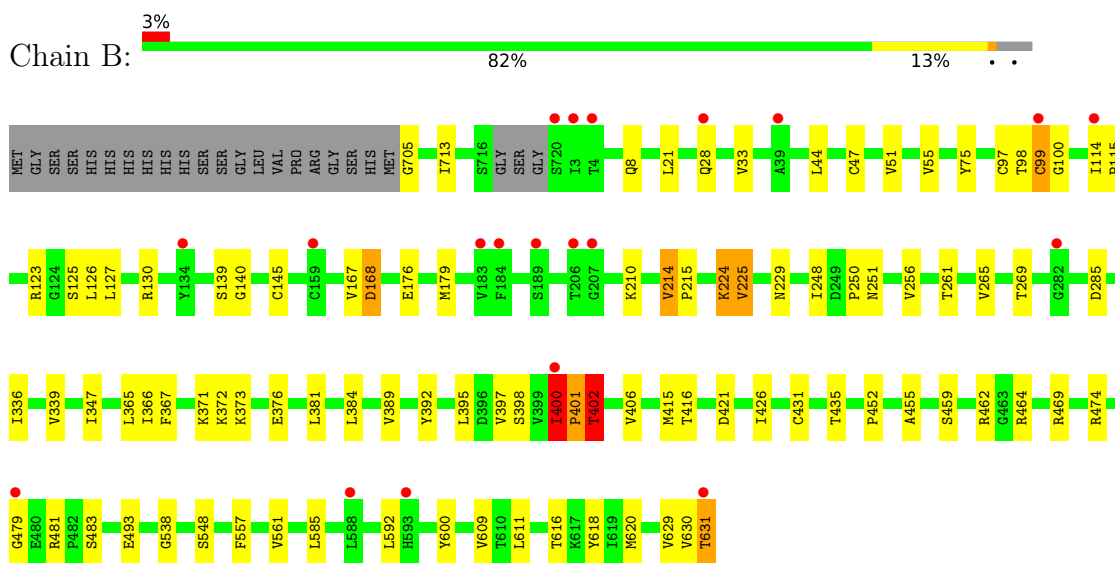 3%
Chain B:
82% 13% • •
MET GLY SER SER HIS HIS HIS HIS HIS HIS SER SER GLY LEU VAL PRO ARG GLY SER HIS MET G705 I713 S716 GLY SER GLY S720 I3 T4 Q8 L21 Q28 V33 A39 L44 C47 V51 V55 Y75 C97 T98 C99 G100 I114 R115
R123 G124 S125 L126 L127 R130 Y134 S139 G140 C145 C159 V167 D168 E176 M179 V183 F184 S189 T206 G207 K210 V214 P215 K224 V225 N229 I248 D249 P250 N251 V256 T261 V265 T269 G282 D285
I336 V339 I347 L365 I366 F367 K371 K372 K373 E376 L381 L384 V389 Y392 L395 D396 V397 S398 V399 I400 P401 T402 V406 M415 T416 D421 I426 C431 T435 P452 A455 S459 R462 G463 R464 R469 R474
G479 E480 R481 P482 S483 E493 G538 S548 F557 V561 L585 L588 L592 H593 Y600 V609 T610 L611 T616 K617 Y618 I619 M620 V629 V630 T631